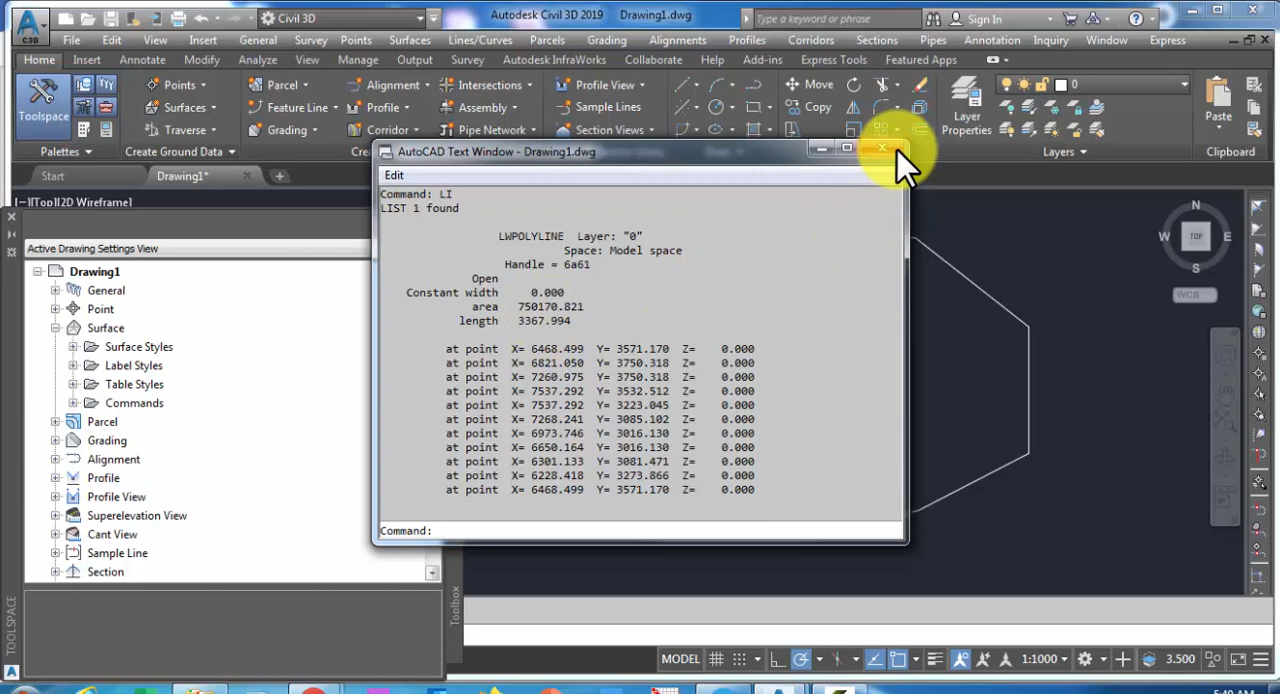 Civil 3D
Autodesk Civil 3D 2019 Drawing1.dwg
Type a keyword or phrase
Sign In
C3D
File Edit View Insert General Survey Points Surfaces Lines/Curves Parcels Grading Alignments Profiles Corridors Sections Pipes Annotation Inquiry Window Express
Home Insert Annotate Modify Analyze View Manage Output Survey Autodesk InfraWorks Collaborate Help Add-ins Express Tools Featured Apps
Toolspace
Points
Surfaces
Traverse
Parcel
Feature Line
Grading
Alignment
Profile
Corridor
Intersections
Assembly
Pipe Network
Profile View
Sample Lines
Section Views
Move
Copy
Layer
Properties
0
Paste
Palettes
Create Ground Data
Layers
Clipboard
Start
Drawing1*
[−][Top][2D Wireframe]
Active Drawing Settings View
Drawing1
General
Point
Surface
Surface Styles
Label Styles
Table Styles
Commands
Parcel
Grading
Alignment
Profile
Profile View
Superelevation View
Cant View
Sample Line
Section
TOOLSPACE
Toolbox
AutoCAD Text Window - Drawing1.dwg
Edit
Command: LI
LIST 1 found
LWPOLYLINE Layer: "0"
Space: Model space
Handle = 6a61
Open
Constant width 0.000
area 750170.821
length 3367.994
at point X= 6468.499 Y= 3571.170 Z= 0.000
at point X= 6821.050 Y= 3750.318 Z= 0.000
at point X= 7260.975 Y= 3750.318 Z= 0.000
at point X= 7537.292 Y= 3532.512 Z= 0.000
at point X= 7537.292 Y= 3223.045 Z= 0.000
at point X= 7268.241 Y= 3085.102 Z= 0.000
at point X= 6973.746 Y= 3016.130 Z= 0.000
at point X= 6650.164 Y= 3016.130 Z= 0.000
at point X= 6301.133 Y= 3081.471 Z= 0.000
at point X= 6228.418 Y= 3273.866 Z= 0.000
at point X= 6468.499 Y= 3571.170 Z= 0.000
Command:
N
W TOP E
S
WCS
MODEL
1:1000
3.500